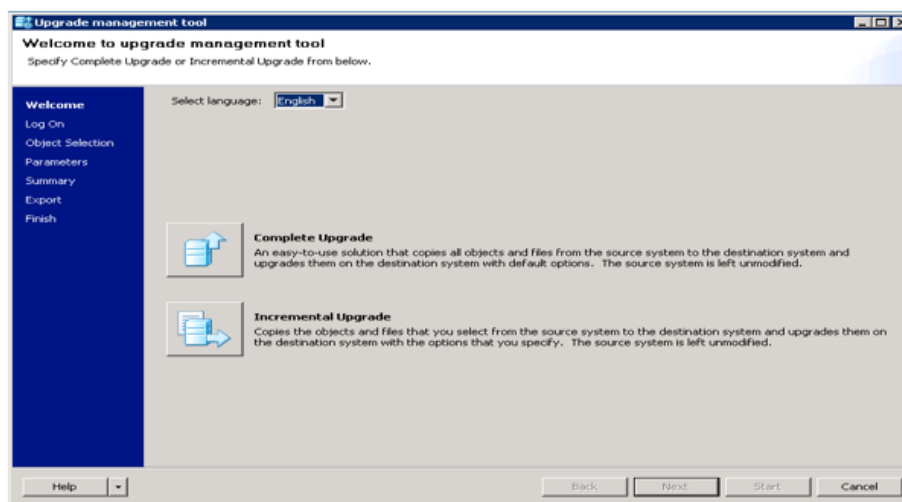 Upgrade management tool
Welcome to upgrade management tool
Specify Complete Upgrade or Incremental Upgrade from below.
Welcome
Log On
Object Selection
Parameters
Summary
Export
Finish
Select language: English
Complete Upgrade
An easy-to-use solution that copies all objects and files from the source system to the destination system and
upgrades them on the destination system with default options. The source system is left unmodified.
Incremental Upgrade
Copies the objects and files that you select from the source system to the destination system and upgrades them on
the destination system with the options that you specify. The source system is left unmodified.
Help
Back
Next
Start
Cancel